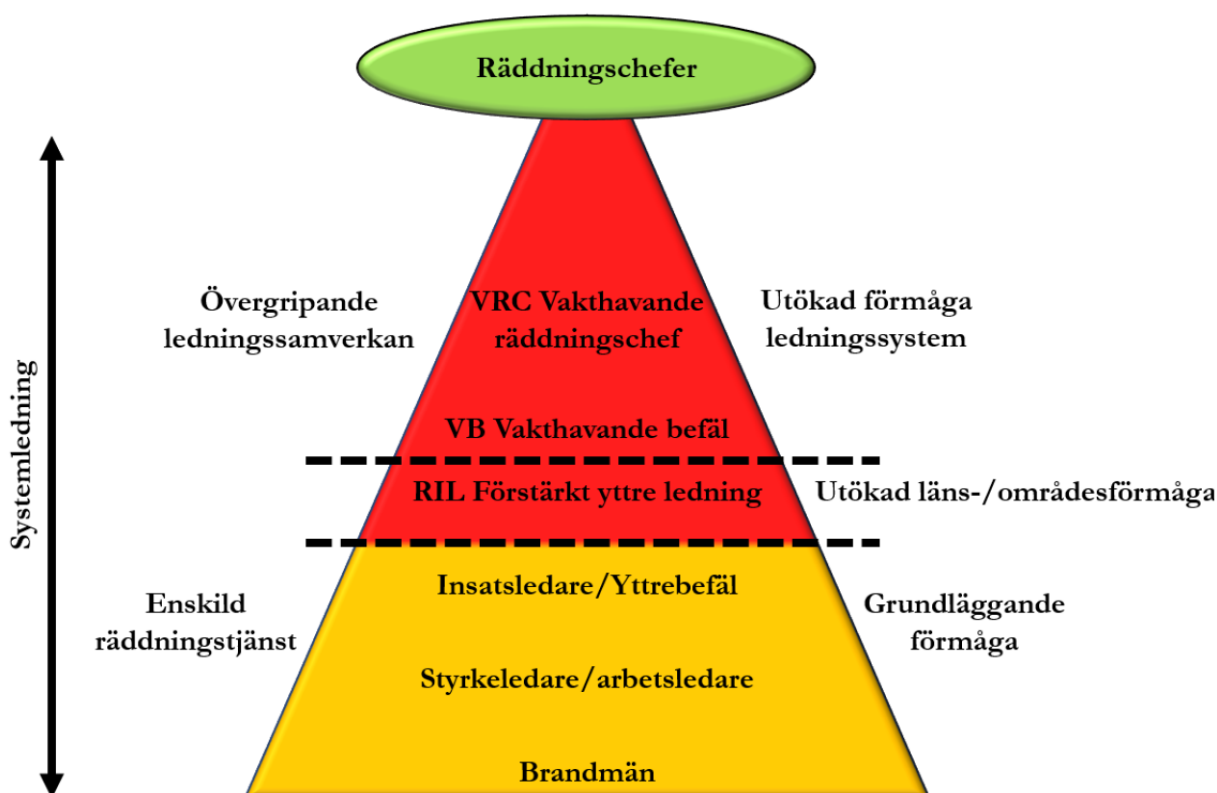 Räddningschefer
Systemledning
Övergripande
ledningssamverkan
VRC Vakthavande
räddningschef
Utökad förmåga
ledningssystem
VB Vakthavande befäl
RIL Förstärkt yttre ledning
Utökad läns-/områdesförmåga
Insatsledare/Yttrebefäl
Enskild
räddningstjänst
Grundläggande
förmåga
Styrkeledare/arbetsledare
Brandmän